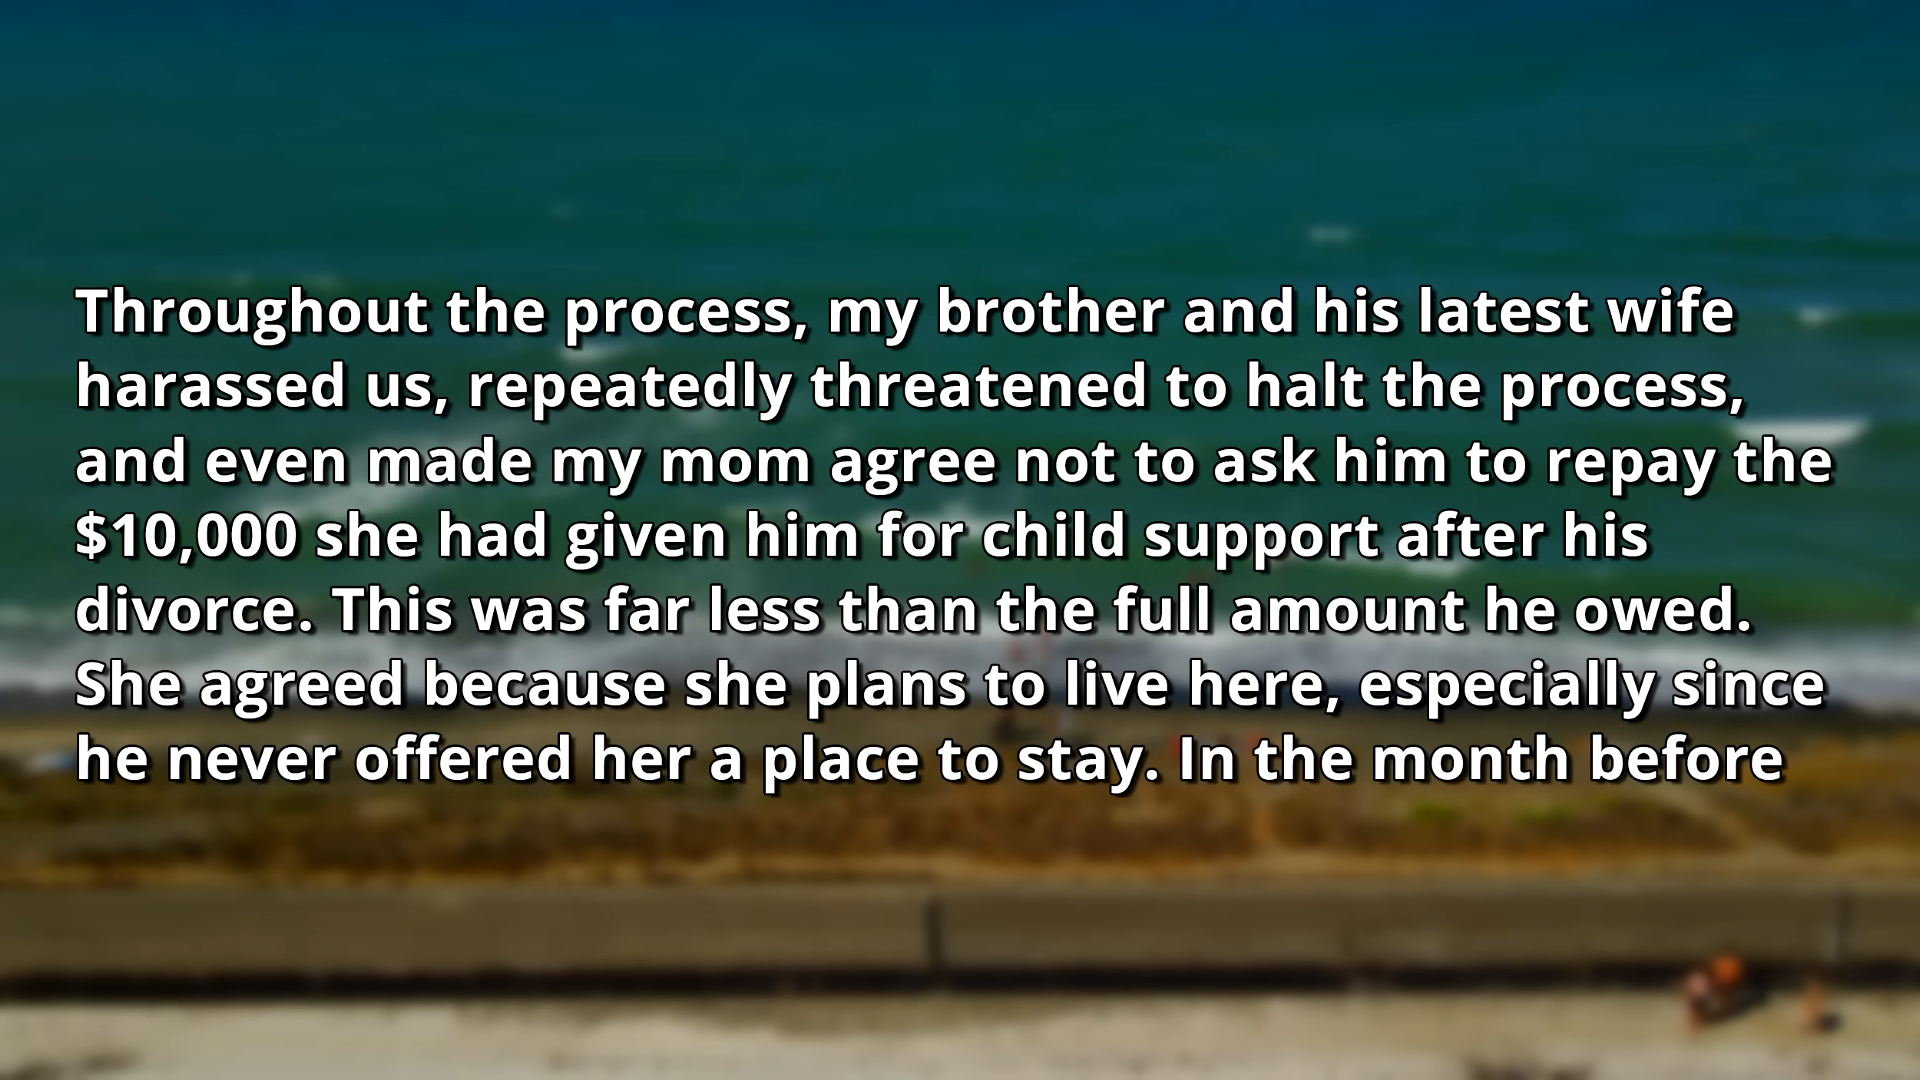 Throughout the process, my brother and his latest wife
harassed us, repeatedly threatened to halt the process,
and even made my mom agree not to ask him to repay the
$10,000 she had given him for child support after his
divorce. This was far less than the full amount he owed.
She agreed because she plans to live here, especially since
he never offered her a place to stay. In the month before